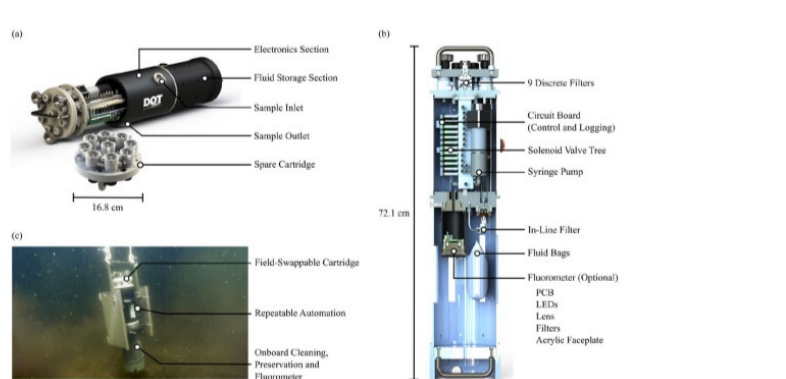 (a)
Electronics Section
Fluid Storage Section
Sample Inlet
Sample Outlet
Spare Cartridge
DOT
16.8 cm
(b)
9 Discrete Filters
Circuit Board
(Control and Logging)
Solenoid Valve Tree
Syringe Pump
72.1 cm
In-Line Filter
Fluid Bags
Fluorometer (Optional)
PCB
LEDs
Lens
Filters
Acrylic Faceplate
(c)
Field-Swappable Cartridge
Repeatable Automation
Onboard Cleaning,
Preservation and
Fluorometer